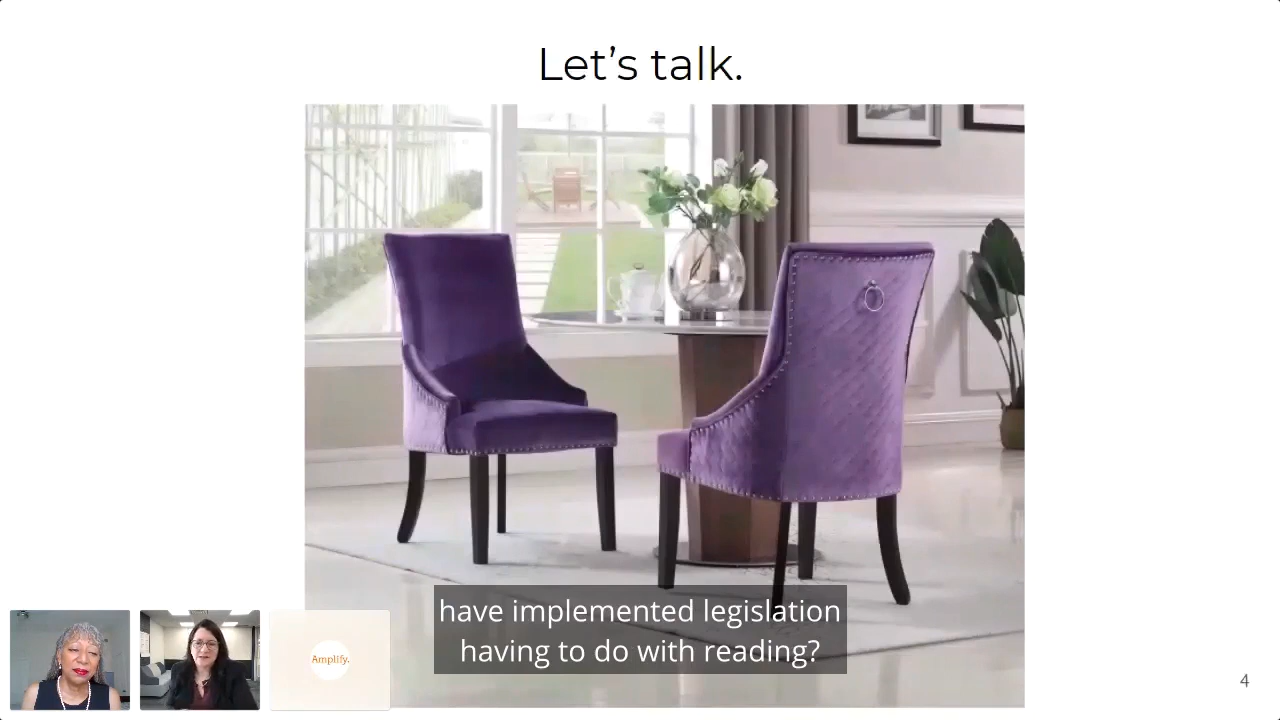 Let’s talk.
have implemented legislation
having to do with reading?
Amplify.
4